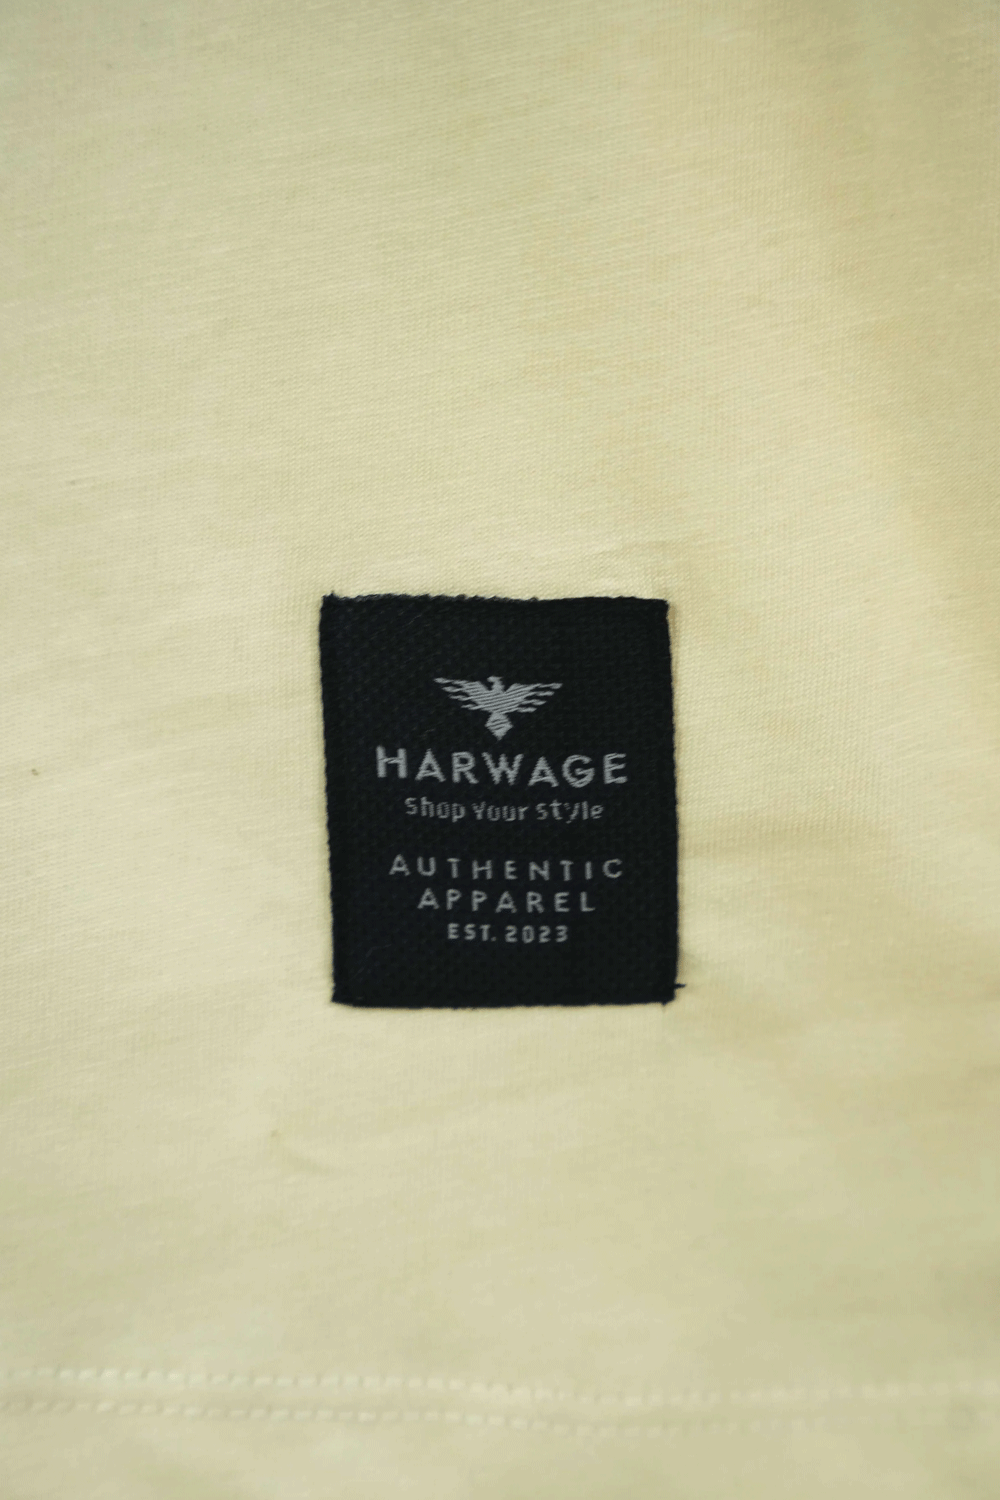 HARWAGE
Shop Your Style
AUTHENTIC
APPAREL
EST. 2023